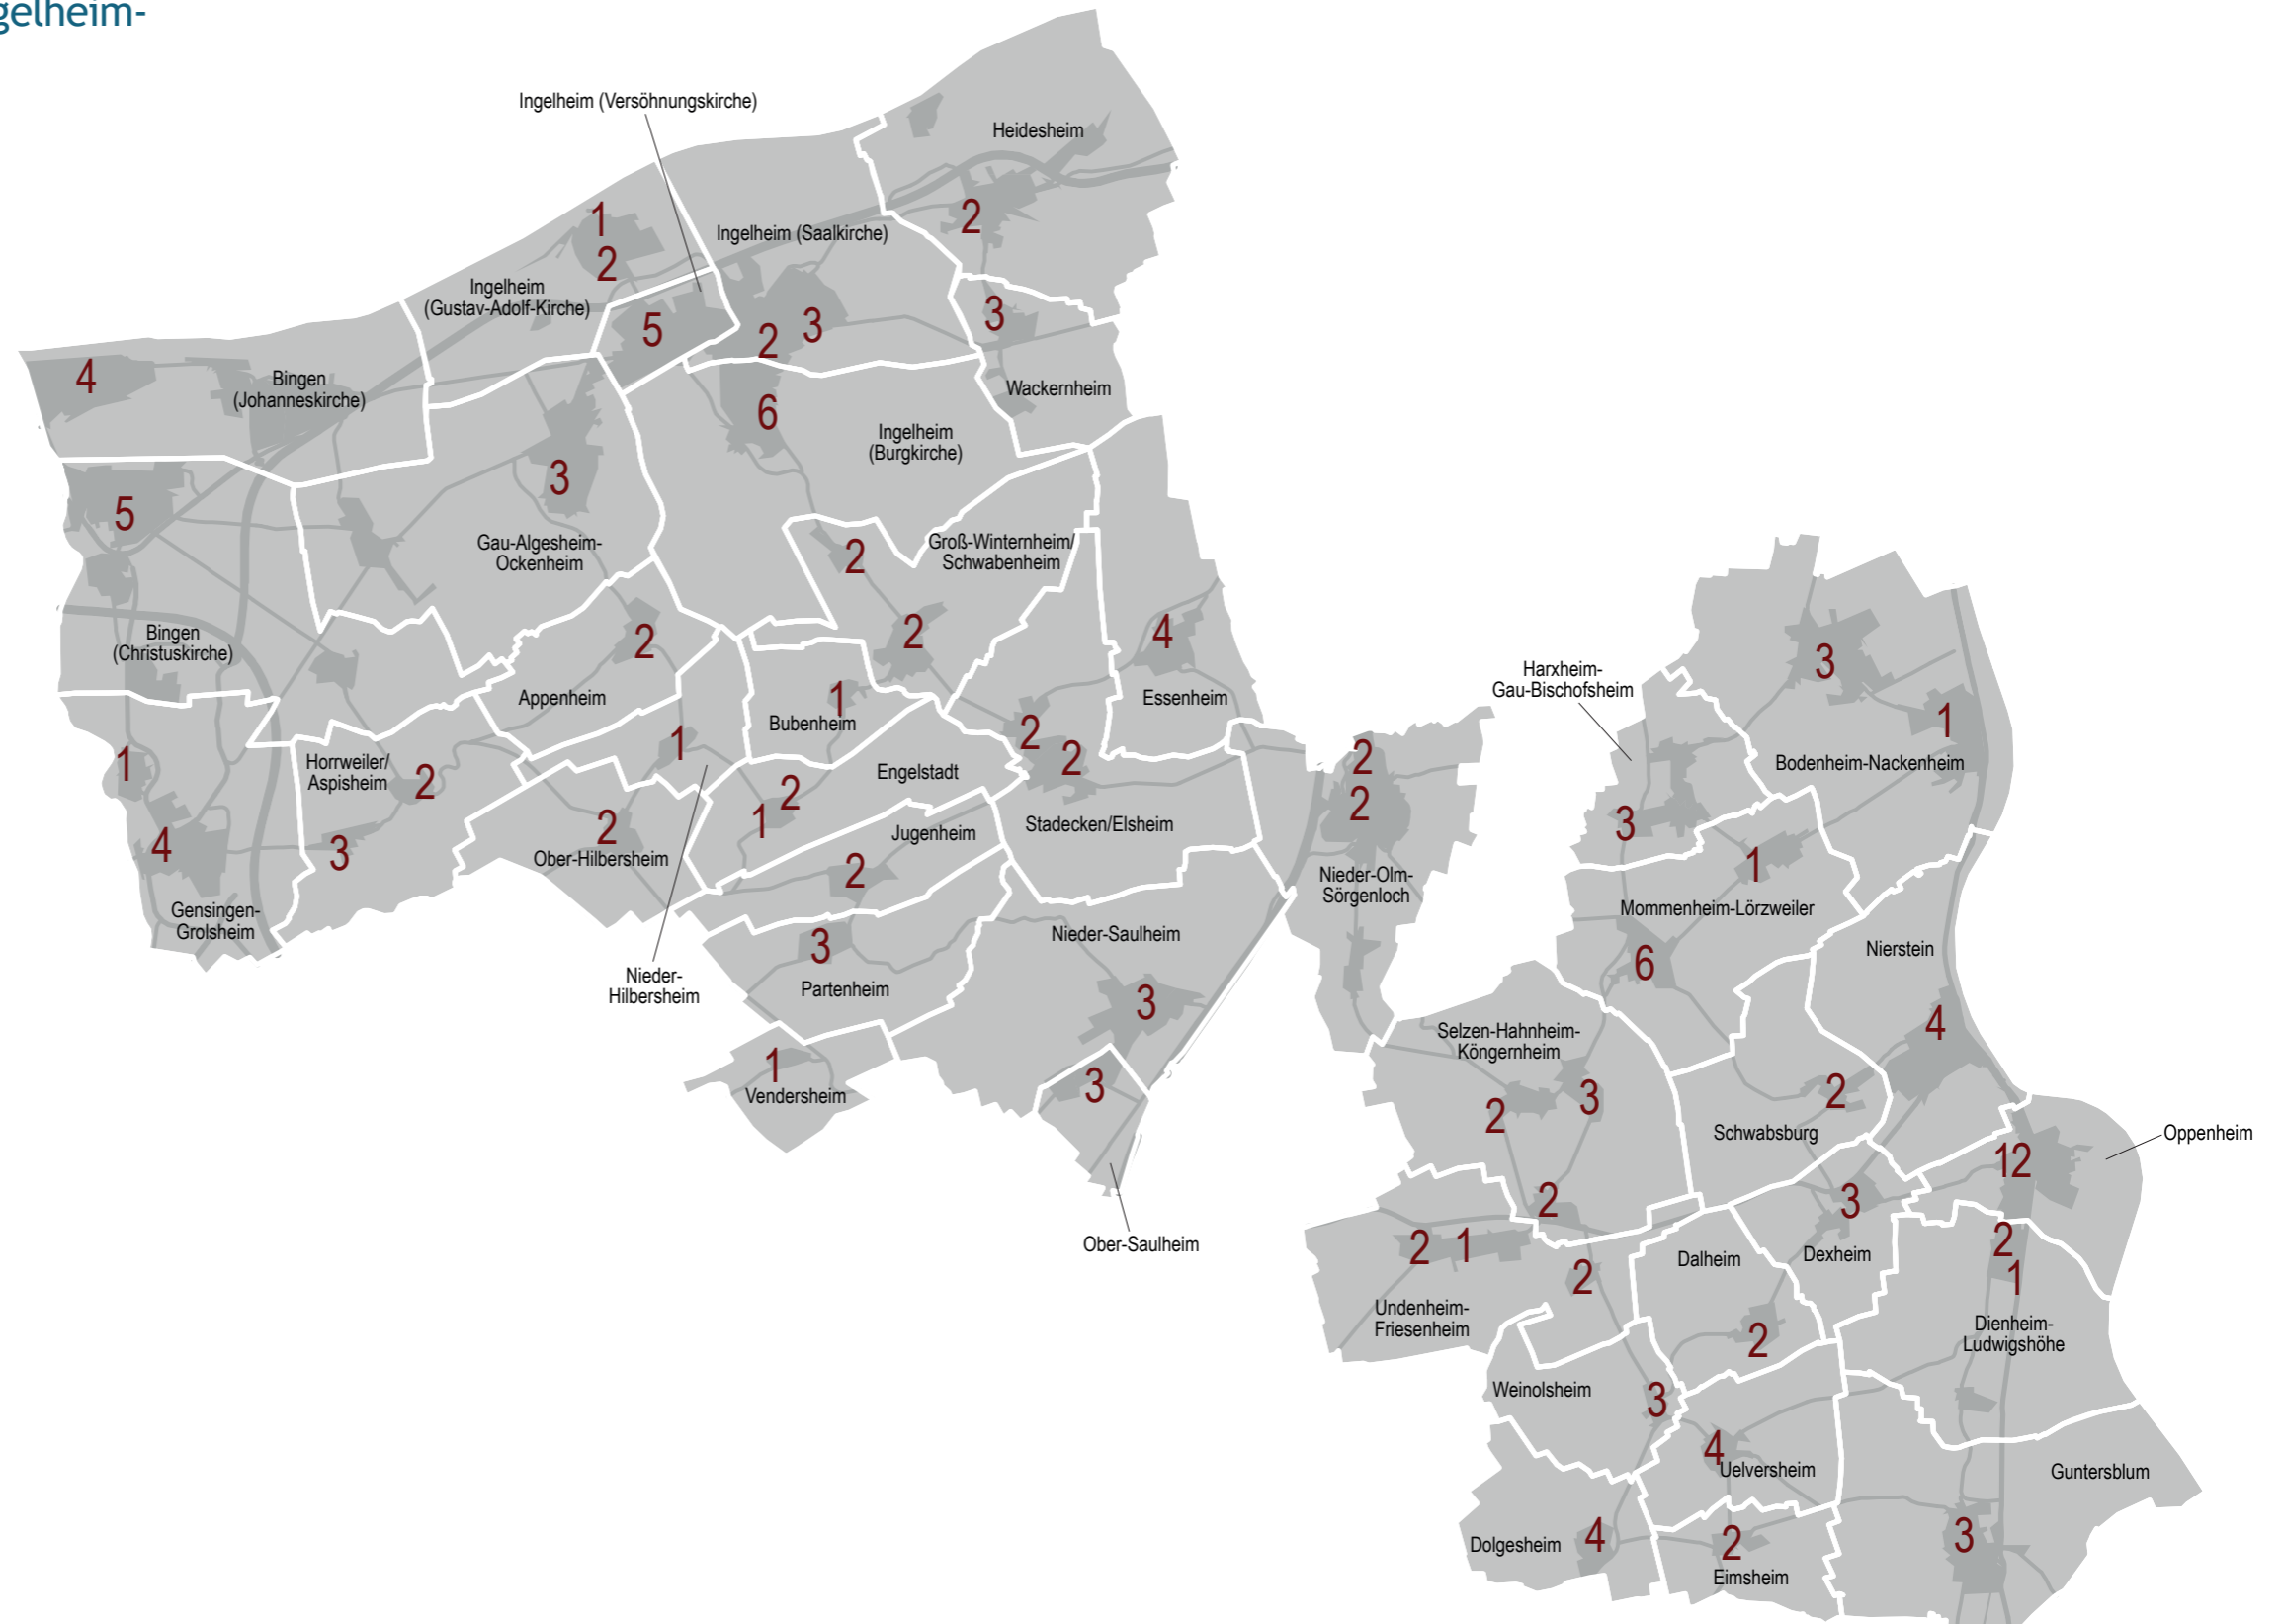 gelheim-
Ingelheim (Versöhnungskirche)
Heidesheim
1
2
2
Ingelheim (Saalkirche)
Ingelheim
(Gustav-Adolf-Kirche)
5
2
3
3
4
Bingen
(Johanneskirche)
Wackernheim
6
Ingelheim
(Burgkirche)
3
5
Gau-Algesheim-
Ockenheim
2
Groß-Winternheim/
Schwabenheim
Bingen
(Christuskirche)
2
2
4
Appenheim
1
Bubenheim
Essenheim
1
Horrweiler/
Aspisheim
2
1
2
1
Engelstadt
2
2
4
3
2
Ober-Hilbersheim
2
Jugenheim
Stadecken/Elsheim
2
2
Nieder-Olm-
Sörgenloch
Gensingen-
Grolsheim
Nieder-
Hilbersheim
3
Partenheim
Nieder-Saulheim
3
1
Vendersheim
3
Ober-Saulheim
Harxheim-
Gau-Bischofsheim
3
1
Bodenheim-Nackenheim
3
1
Mommenheim-Lörzweiler
6
Nierstein
4
Selzen-Hahnheim-
Köngernheim
2
3
2
Schwabsburg
2
Oppenheim
12
3
Dexheim
2
1
2
Undenheim-
Friesenheim
Dalheim
2
2
1
Dienheim-
Ludwigshöhe
Weinolsheim
3
4
Uelversheim
Guntersblum
3
Dolgesheim
4
2
Eimsheim